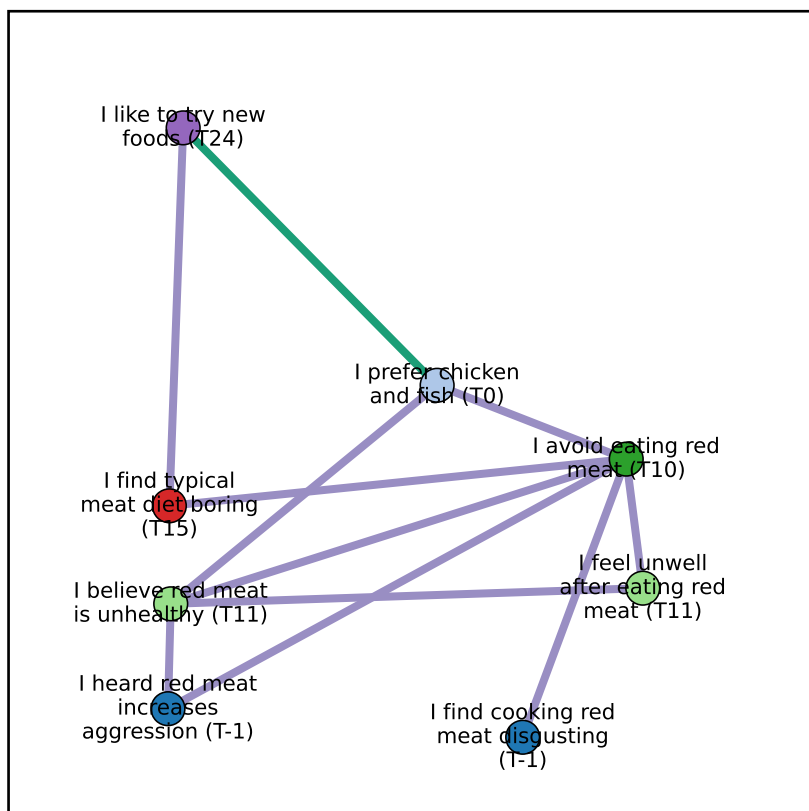 I like to try new
foods (T24)
I prefer chicken
and fish (T0)
I avoid eating red
meat (T10)
I find typical
meat diet boring
(T15)
I feel unwell
after eating red
meat (T11)
I believe red meat
is unhealthy (T11)
I heard red meat
increases
aggression (T-1)
I find cooking red
meat disgusting
(T-1)